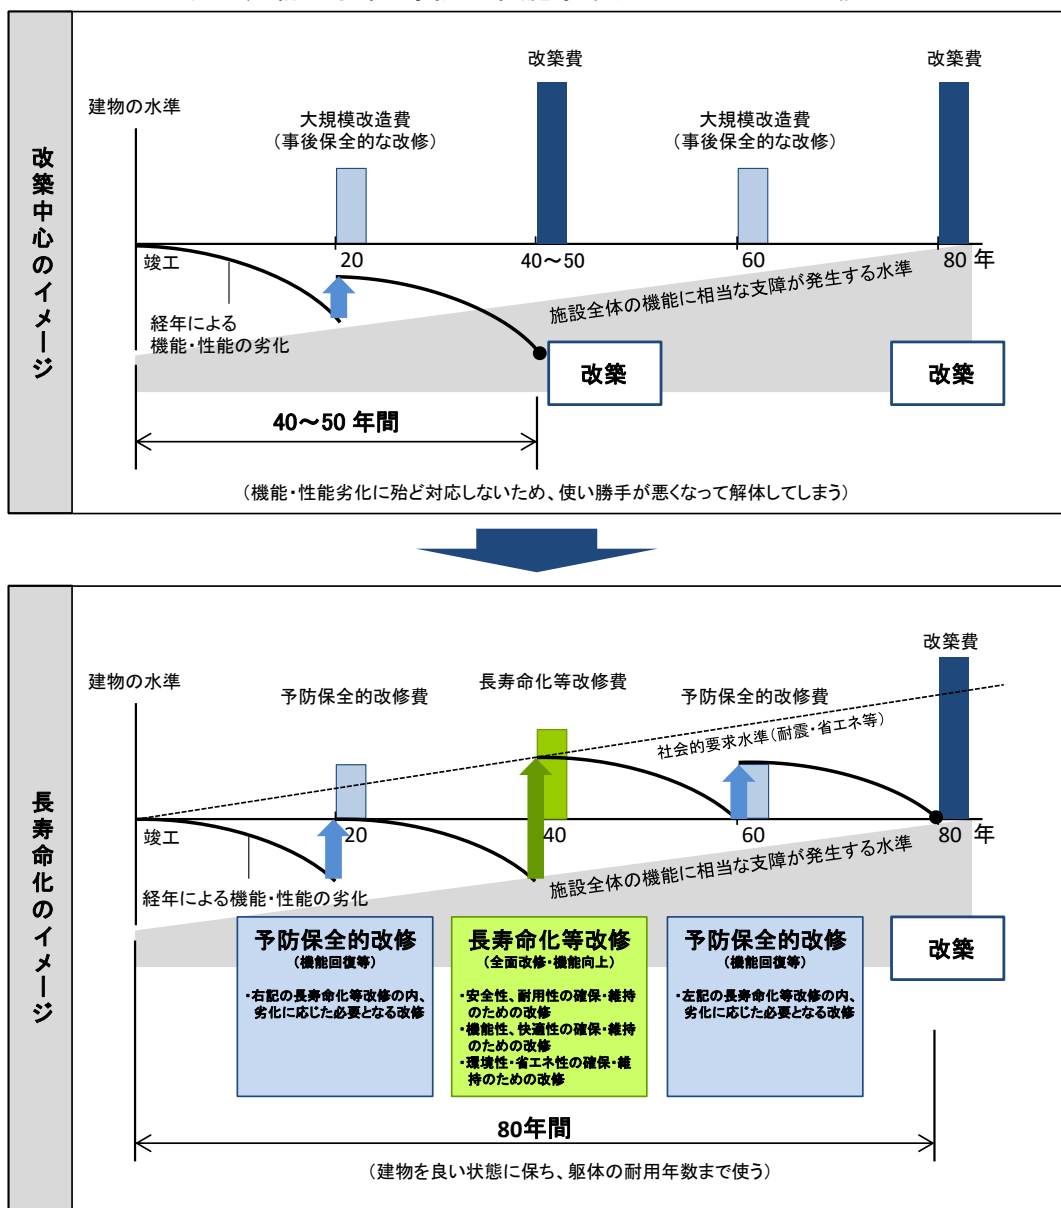 改築中心のイメージ
建物の水準
大規模改造費
（事後保全的な改修）
改築費
大規模改造費
（事後保全的な改修）
改築費
竣工
20
40～50
60
80 年
経年による
機能・性能の劣化
施設全体の機能に相当な支障が発生する水準
改築
改築
40～50 年間
（機能・性能劣化に殆ど対応しないため、使い勝手が悪くなって解体してしまう）
長寿命化のイメージ
建物の水準
予防保全的改修費
長寿命化等改修費
予防保全的改修費
改築費
社会的要求水準（耐震・省エネ等）
竣工
20
40
60
80 年
経年による機能・性能の劣化
施設全体の機能に相当な支障が発生する水準
予防保全的改修
（機能回復等）
・右記の長寿命化等改修の内、
劣化に応じた必要となる改修
長寿命化等改修
（全面改修・機能向上）
・安全性、耐用性の確保・維持
のための改修
・機能性、快適性の確保・維持
のための改修
・環境性・省エネ性の確保・維
持のための改修
予防保全的改修
（機能回復等）
・左記の長寿命化等改修の内、
劣化に応じた必要となる改修
改築
80年間
（建物を良い状態に保ち、躯体の耐用年数まで使う）